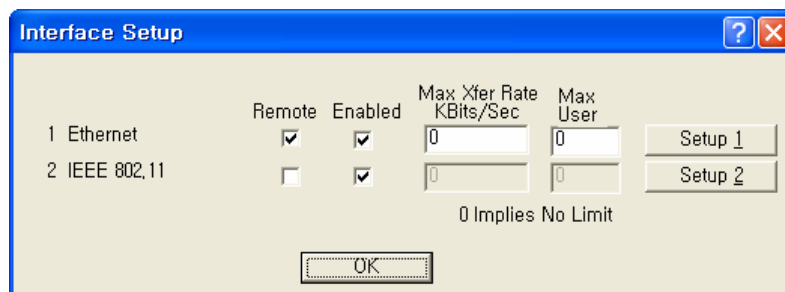 Interface Setup
Remote Enabled Max Xfer Rate KBits/Sec Max User
1 Ethernet 0 0 Setup 1
2 IEEE 802,11 0 0 Setup 2
0 Implies No Limit
OK